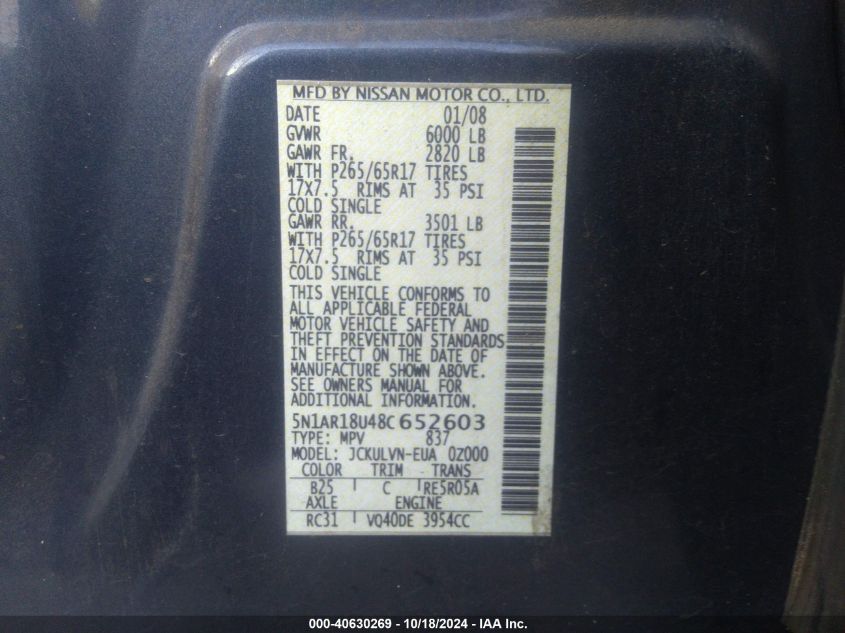 MFD BY NISSAN MOTOR CO., LTD.
DATE 01/08
GVWR 6000 LB
GAWR FR. 2820 LB
WITH P265/65R17 TIRES
17X7.5 RIMS AT 35 PSI
COLD SINGLE
GAWR RR. 3501 LB
WITH P265/65R17 TIRES
17X7.5 RIMS AT 35 PSI
COLD SINGLE
THIS VEHICLE CONFORMS TO
ALL APPLICABLE FEDERAL
MOTOR VEHICLE SAFETY AND
THEFT PREVENTION STANDARDS
IN EFFECT ON THE DATE OF
MANUFACTURE SHOWN ABOVE.
SEE OWNERS MANUAL FOR
ADDITIONAL INFORMATION.
5N1AR18U48C652603
TYPE: MPV 837
MODEL: JCKULVN-EUA 0Z000
COLOR TRIM TRANS
B25 C RE5R05A
AXLE ENGINE
RC31 VQ40DE 3954CC
000-40630269 - 10/18/2024 - IAA Inc.